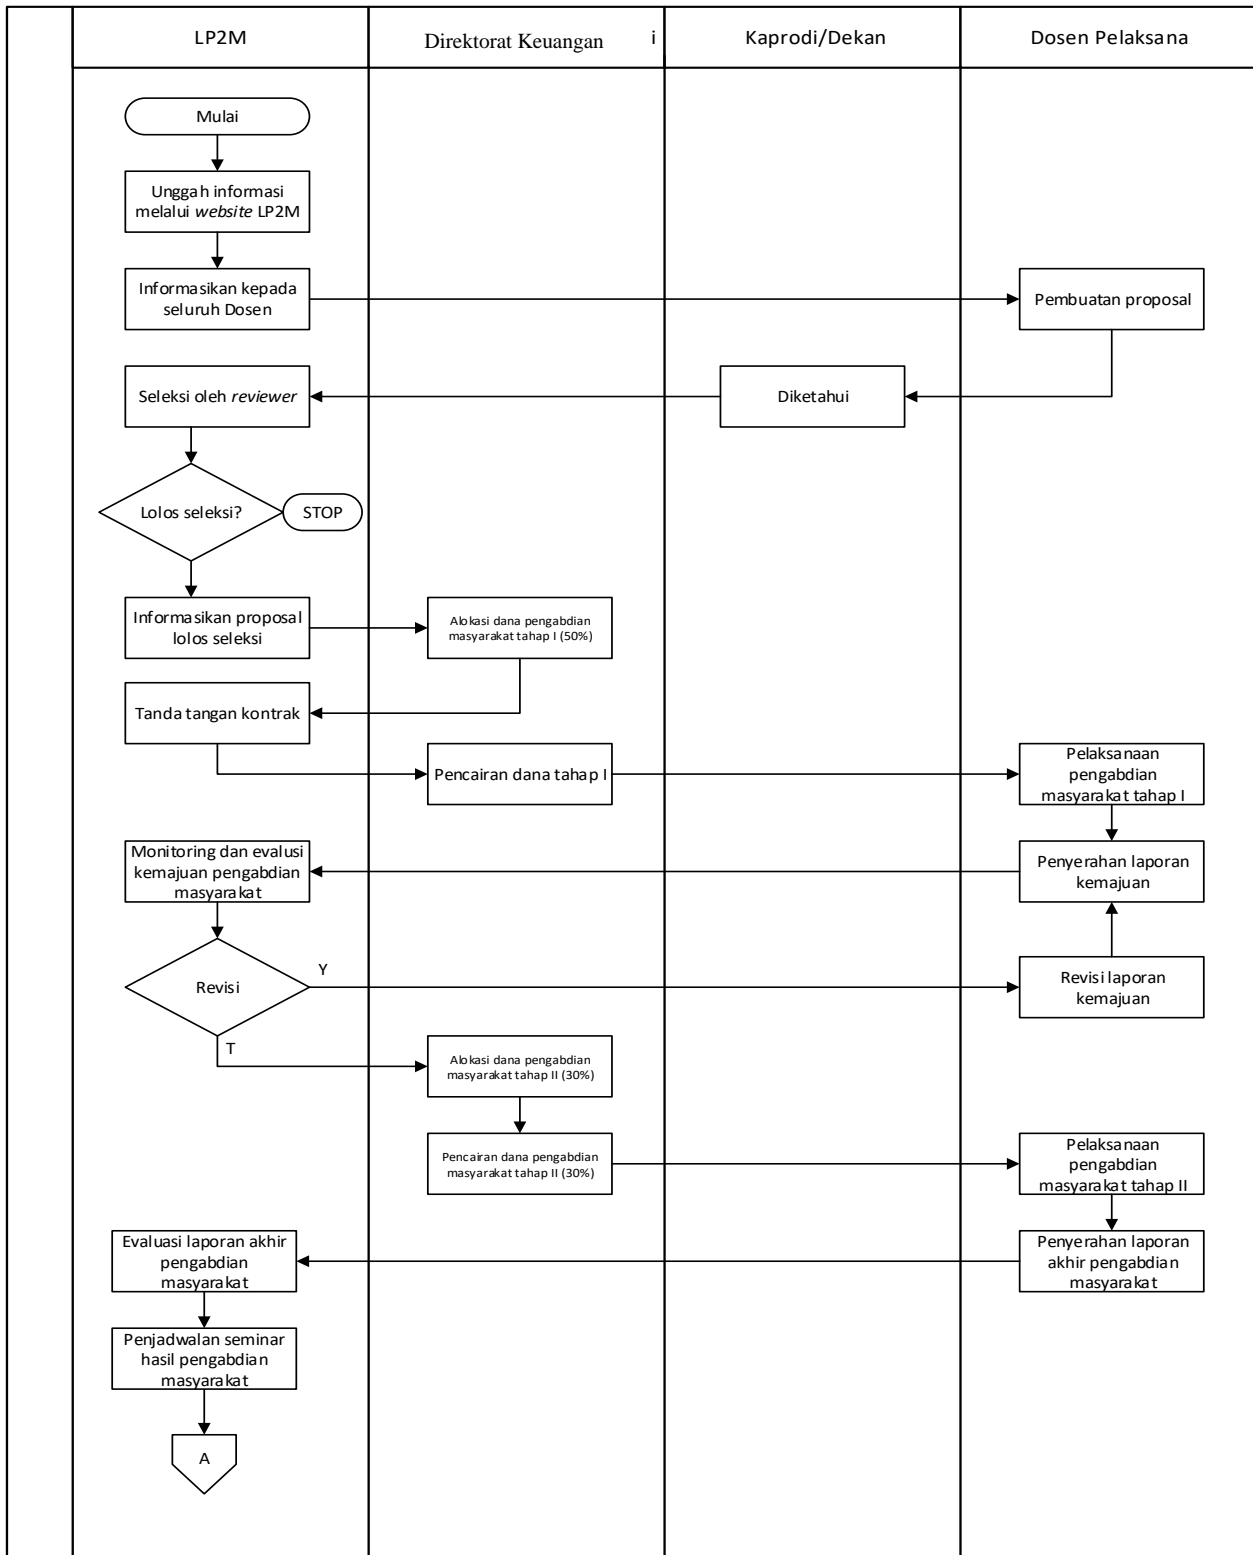 LP2M
Direktorat Keuangan
i
Kaprodi/Dekan
Dosen Pelaksana
Mulai
Unggah informasi
melalui website LP2M
Informasikan kepada
seluruh Dosen
Pembuatan proposal
Seleksi oleh reviewer
Diketahui
Lolos seleksi?
STOP
Informasikan proposal
lolos seleksi
Alokasi dana pengabdian
masyarakat tahap I (50%)
Tanda tangan kontrak
Pencairan dana tahap I
Pelaksanaan
pengabdian
masyarakat tahap I
Monitoring dan evalusi
kemajuan pengabdian
masyarakat
Penyerahan laporan
kemajuan
Revisi
Y
Revisi laporan
kemajuan
T
Alokasi dana pengabdian
masyarakat tahap II (30%)
Pencairan dana pengabdian
masyarakat tahap II (30%)
Pelaksanaan
pengabdian
masyarakat tahap II
Evaluasi laporan akhir
pengabdian
masyarakat
Penyerahan laporan
akhir pengabdian
masyarakat
Penjadwalan seminar
hasil pengabdian
masyarakat
A